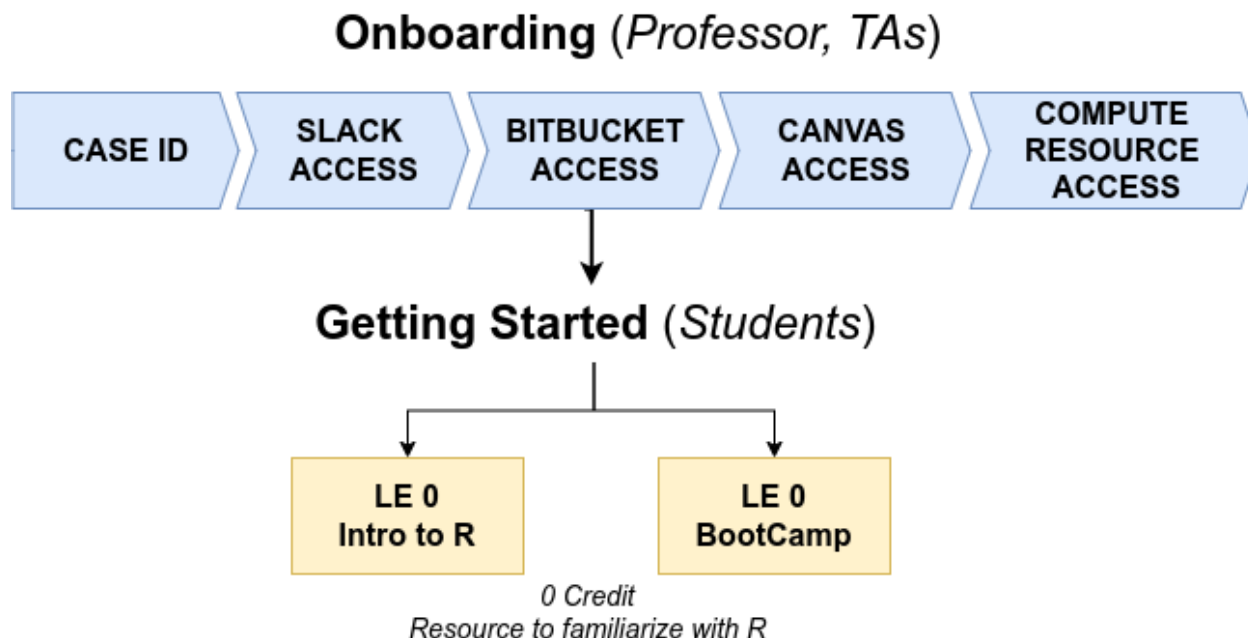 Onboarding (Professor, TAs)
CASE ID
SLACK
ACCESS
BITBUCKET
ACCESS
CANVAS
ACCESS
COMPUTE
RESOURCE
ACCESS
Getting Started (Students)
LE 0
Intro to R
LE 0
BootCamp
0 Credit
Resource to familiarize with R